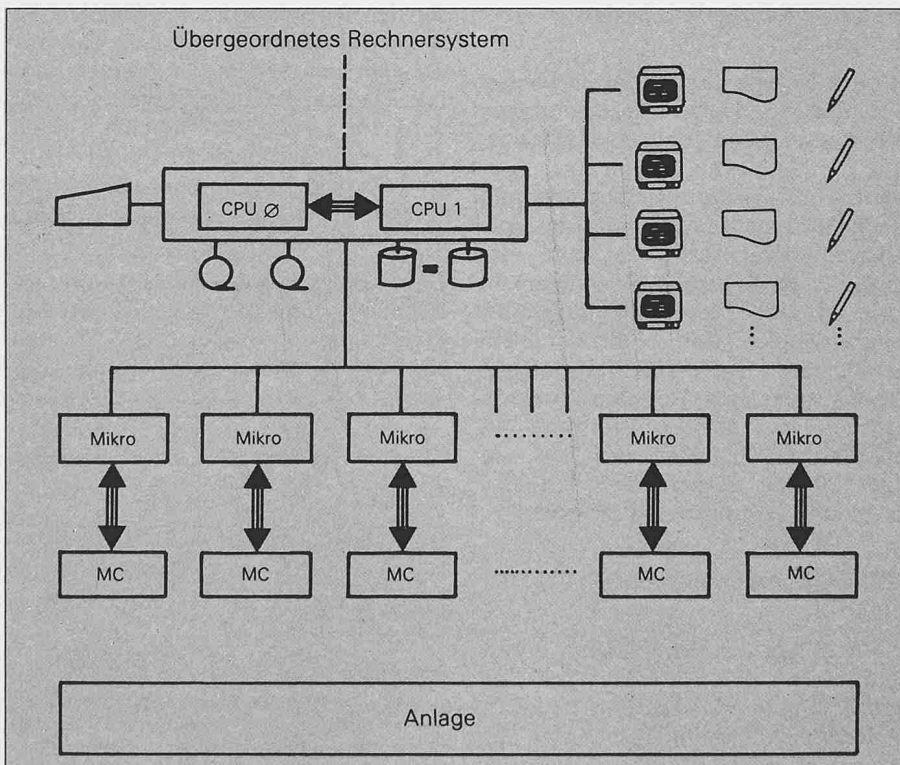 Übergeordnetes Rechnersystem
CPU Ø CPU 1
Mikro Mikro Mikro Mikro Mikro
MC MC MC MC MC
Anlage